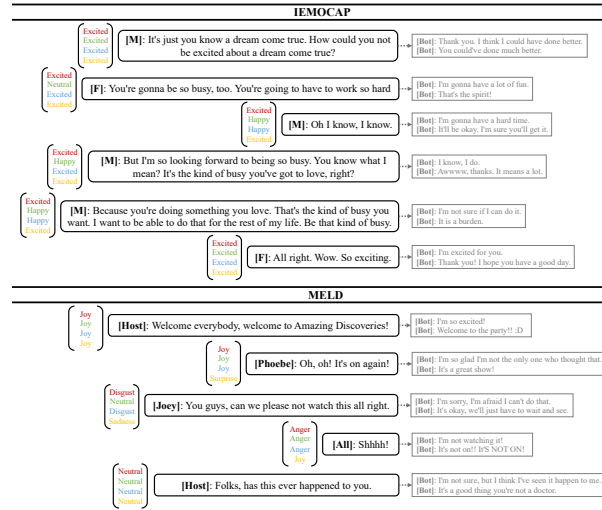 IEMOCAP
Excited
Excited
Excited
Excited
[M]: It's just you know a dream come true. How could you not
be excited about a dream come true?
[Bot]: Thank you. I think I could have done better.
[Bot]: You could've done much better.
Excited
Neutral
Excited
Excited
[F]: You're gonna be so busy, too. You're going to have to work so hard
[Bot]: I'm gonna have a lot of fun.
[Bot]: That's the spirit!
Excited
Happy
Happy
Excited
[M]: Oh I know, I know.
[Bot]: I'm gonna have a hard time.
[Bot]: It'll be okay. I'm sure you'll get it.
Excited
Happy
Excited
Excited
[M]: But I'm so looking forward to being so busy. You know what I
mean? It's the kind of busy you've got to love, right?
[Bot]: I know, I do.
[Bot]: Awwww, thanks. It means a lot.
Excited
Happy
Happy
Excited
[M]: Because you're doing something you love. That's the kind of busy you
want. I want to be able to do that for the rest of my life. Be that kind of busy.
[Bot]: I'm not sure if I can do it.
[Bot]: It is a burden.
Excited
Excited
Excited
Excited
[F]: All right. Wow. So exciting.
[Bot]: I'm excited for you.
[Bot]: Thank you! I hope you have a good day.
MELD
Joy
Joy
Joy
Joy
[Host]: Welcome everybody, welcome to Amazing Discoveries!
[Bot]: I'm so excited!
[Bot]: Welcome to the party!! :D
Joy
Joy
Joy
Surprise
[Phoebe]: Oh, oh! It's on again!
[Bot]: I'm so glad I'm not the only one who thought that.
[Bot]: It's a great show!
Disgust
Neutral
Disgust
Sadness
[Joey]: You guys, can we please not watch this all right.
[Bot]: I'm sorry, I'm afraid I can't do that.
[Bot]: It's okay, we'll just have to wait and see.
Anger
Anger
Anger
Joy
[All]: Shhhh!
[Bot]: I'm not watching it!
[Bot]: It's not on!! IT'S NOT ON!
Neutral
Neutral
Neutral
Neutral
[Host]: Folks, has this ever happened to you.
[Bot]: I'm not sure, but I think I've seen it happen to me.
[Bot]: It's a good thing you're not a doctor.